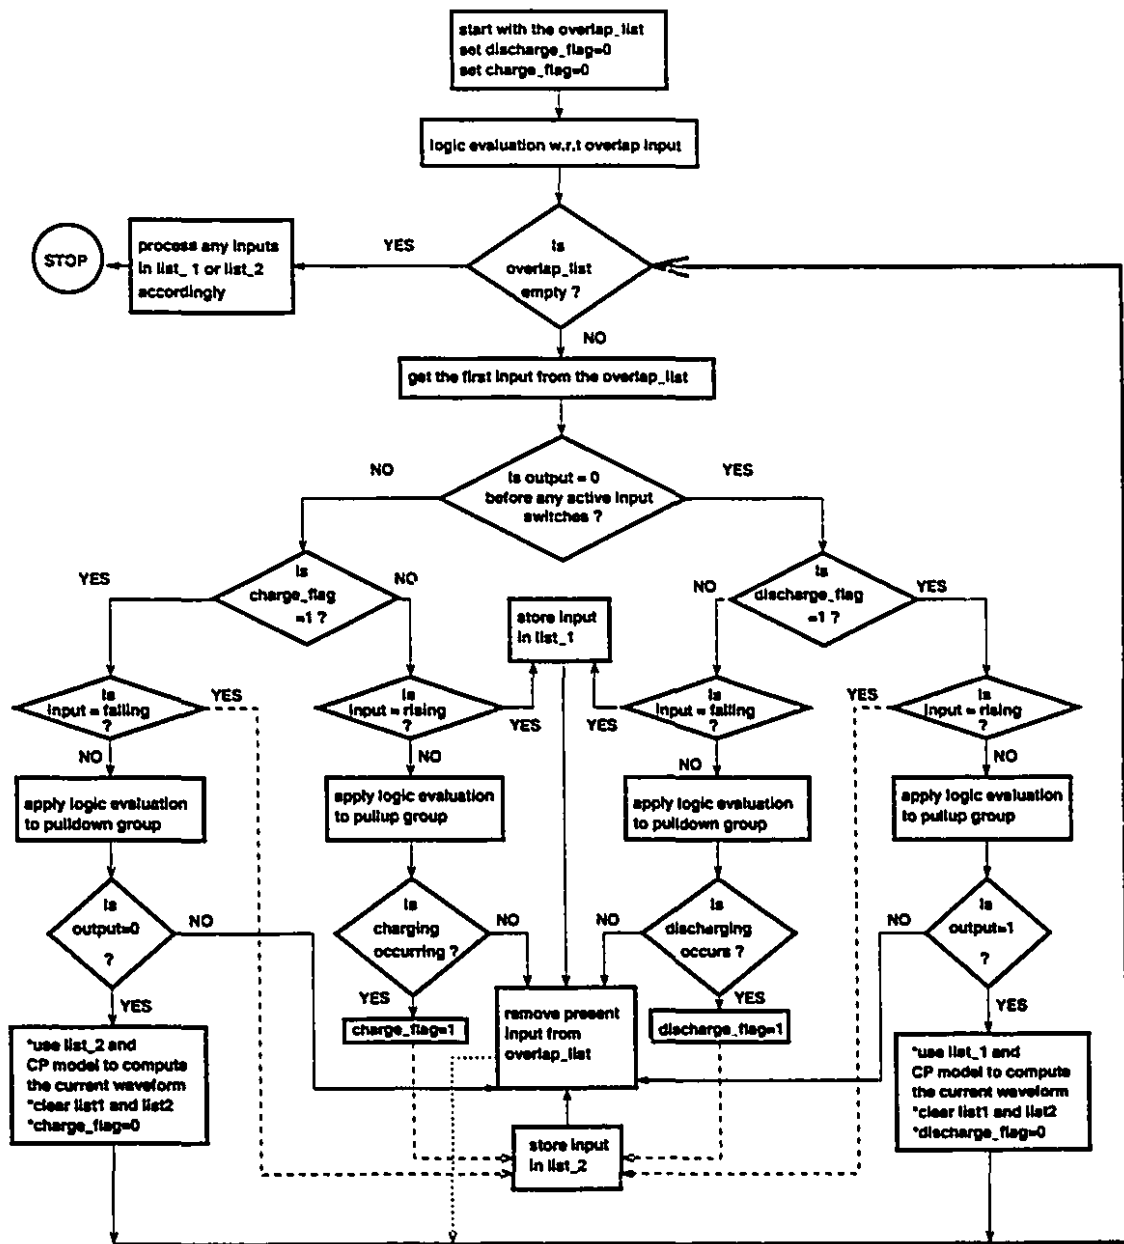 start with the overlap_list
set discharge_flag=0
set charge_flag=0
logic evaluation w.r.t overlap input
STOP
process any inputs
in list_ 1 or list_2
accordingly
YES
Is
overlap_list
empty ?
NO
get the first input from the overlap_list
NO
Is output = 0
before any active input
switches ?
YES
YES
Is
charge_flag
=1 ?
NO
store input
in list_1
NO
Is
discharge_flag
=1 ?
YES
Is
input = falling
?
YES
Is
input = rising
?
YES
YES
Is
input = falling
?
YES
Is
input = rising
?
NO
NO
NO
NO
apply logic evaluation
to pulldown group
apply logic evaluation
to pullup group
apply logic evaluation
to pulldown group
apply logic evaluation
to pullup group
Is
output=0
?
NO
Is
charging
occurring ?
NO
NO
Is
discharging
occurs ?
NO
Is
output=1
?
YES
YES
YES
YES
charge_flag=1
remove present
input from
overlap_list
discharge_flag=1
*use list_2 and
CP model to compute
the current waveform
*clear list1 and list2
*charge_flag=0
*use list_1 and
CP model to compute
the current waveform
*clear list1 and list2
*discharge_flag=0
store input
in list_2